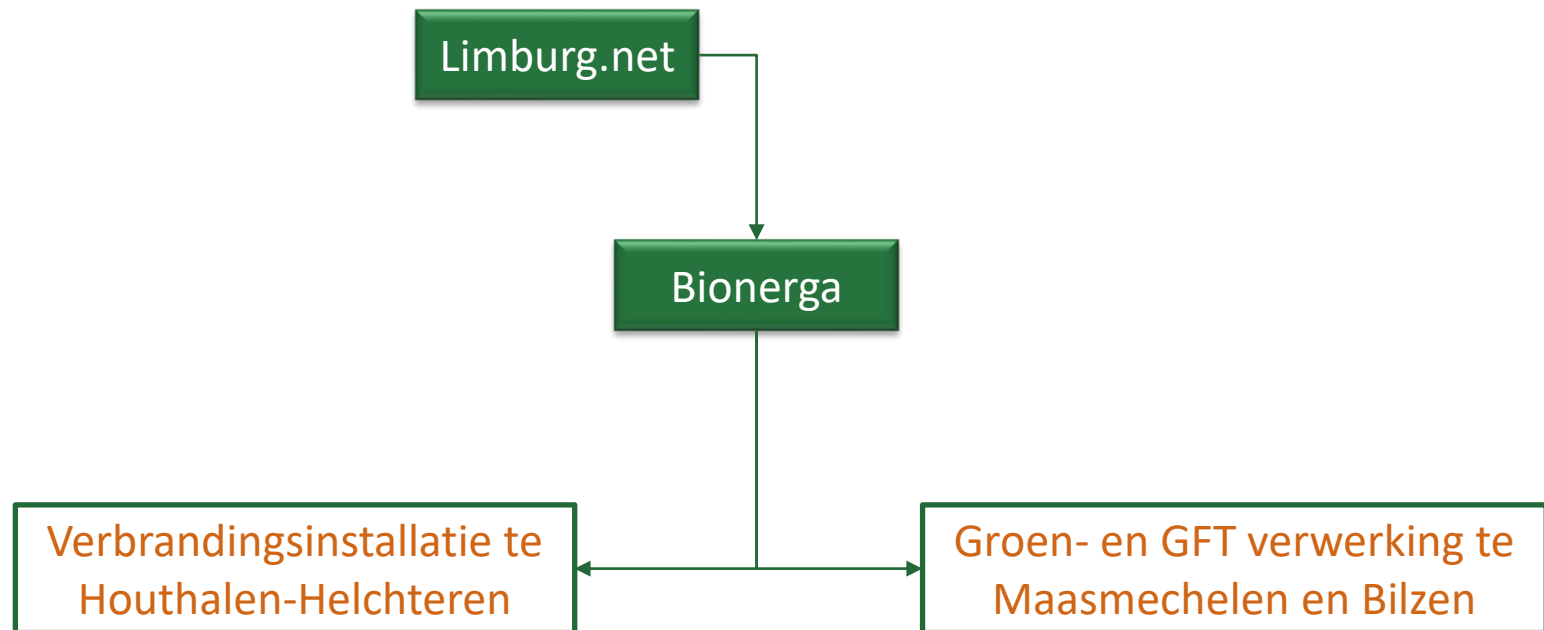 Limburg.net
Bionerga
Verbrandingsinstallatie te
Houthalen-Helchteren
Groen- en GFT verwerking te
Maasmechelen en Bilzen